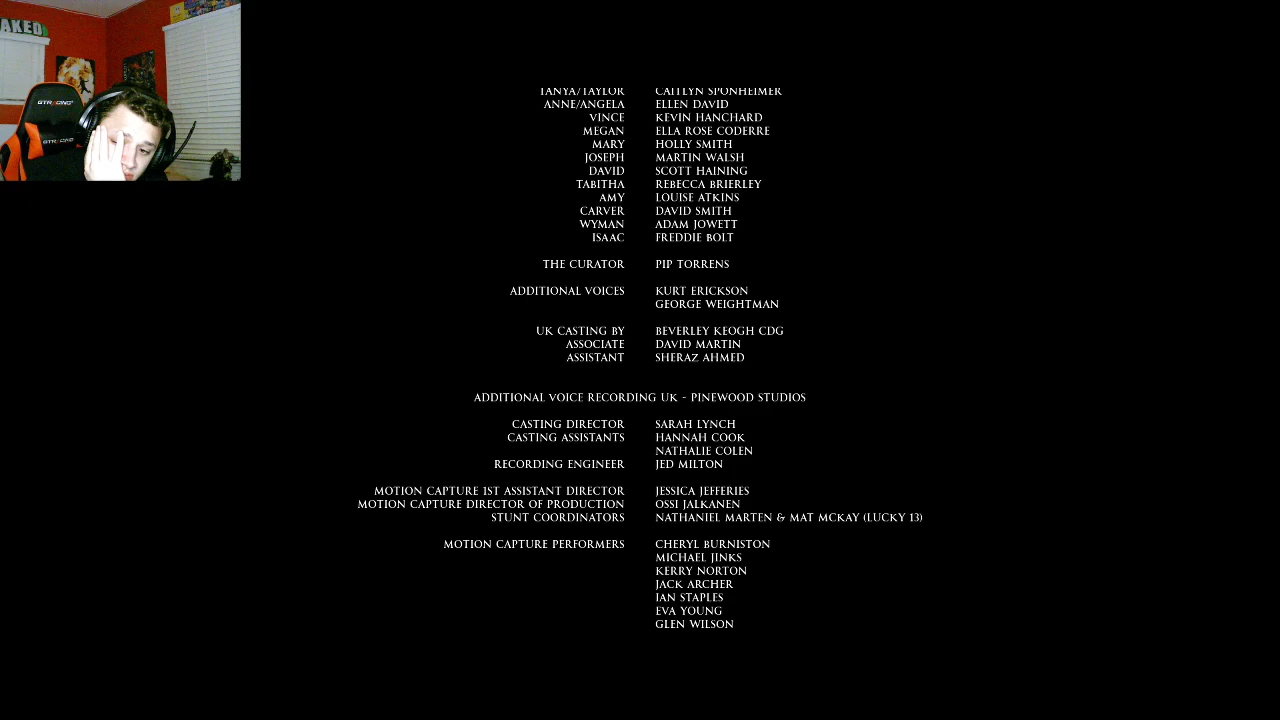 NAKED
GTRACING
GTRACING
TANYA/TAYLOR CAITLYN SPONHEIMER
ANNE/ANGELA ELLEN DAVID
VINCE KEVIN HANCHARD
MEGAN ELLA ROSE CODERRE
MARY HOLLY SMITH
JOSEPH MARTIN WALSH
DAVID SCOTT HAINING
TABITHA REBECCA BRIERLEY
AMY LOUISE ATKINS
CARVER DAVID SMITH
WYMAN ADAM JOWETT
ISAAC FREDDIE BOLT
THE CURATOR PIP TORRENS
ADDITIONAL VOICES KURT ERICKSON
GEORGE WEIGHTMAN
UK CASTING BY BEVERLEY KEOGH CDG
ASSOCIATE DAVID MARTIN
ASSISTANT SHERAZ AHMED
ADDITIONAL VOICE RECORDING UK - PINEWOOD STUDIOS
CASTING DIRECTOR SARAH LYNCH
CASTING ASSISTANTS HANNAH COOK
NATHALIE COLEN
RECORDING ENGINEER JED MILTON
MOTION CAPTURE 1ST ASSISTANT DIRECTOR JESSICA JEFFERIES
MOTION CAPTURE DIRECTOR OF PRODUCTION OSSI JALKANEN
STUNT COORDINATORS NATHANIEL MARTEN & MAT MCKAY (LUCKY 13)
MOTION CAPTURE PERFORMERS CHERYL BURNISTON
MICHAEL JINKS
KERRY NORTON
JACK ARCHER
IAN STAPLES
EVA YOUNG
GLEN WILSON